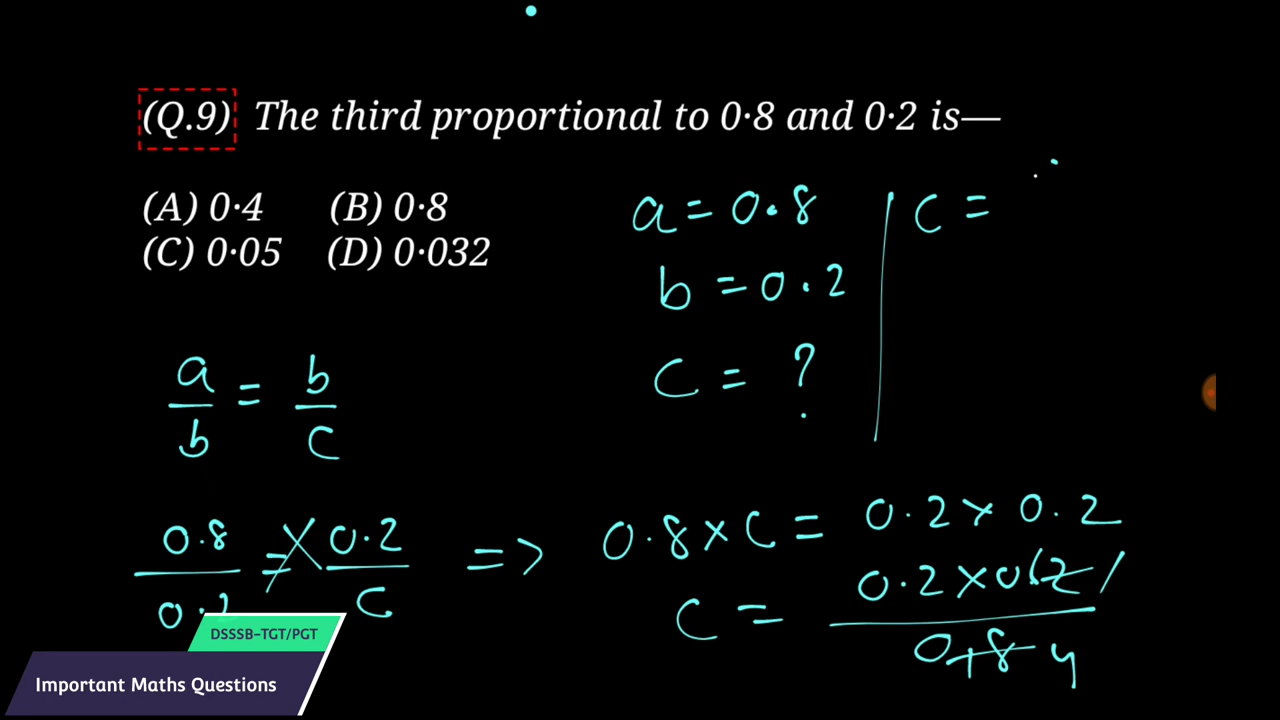 (Q.9) The third proportional to 0·8 and 0·2 is—
(A) 0·4 (B) 0·8
(C) 0·05 (D) 0·032
a = 0.8
b = 0.2
c = ?
c =
a/b = b/c
0.8/0.2 = 0.2/c => 0.8 × c = 0.2 × 0.2
c = 0.2 × 0.2 1 / 0.8 4
DSSSB-TGT/PGT
Important Maths Questions